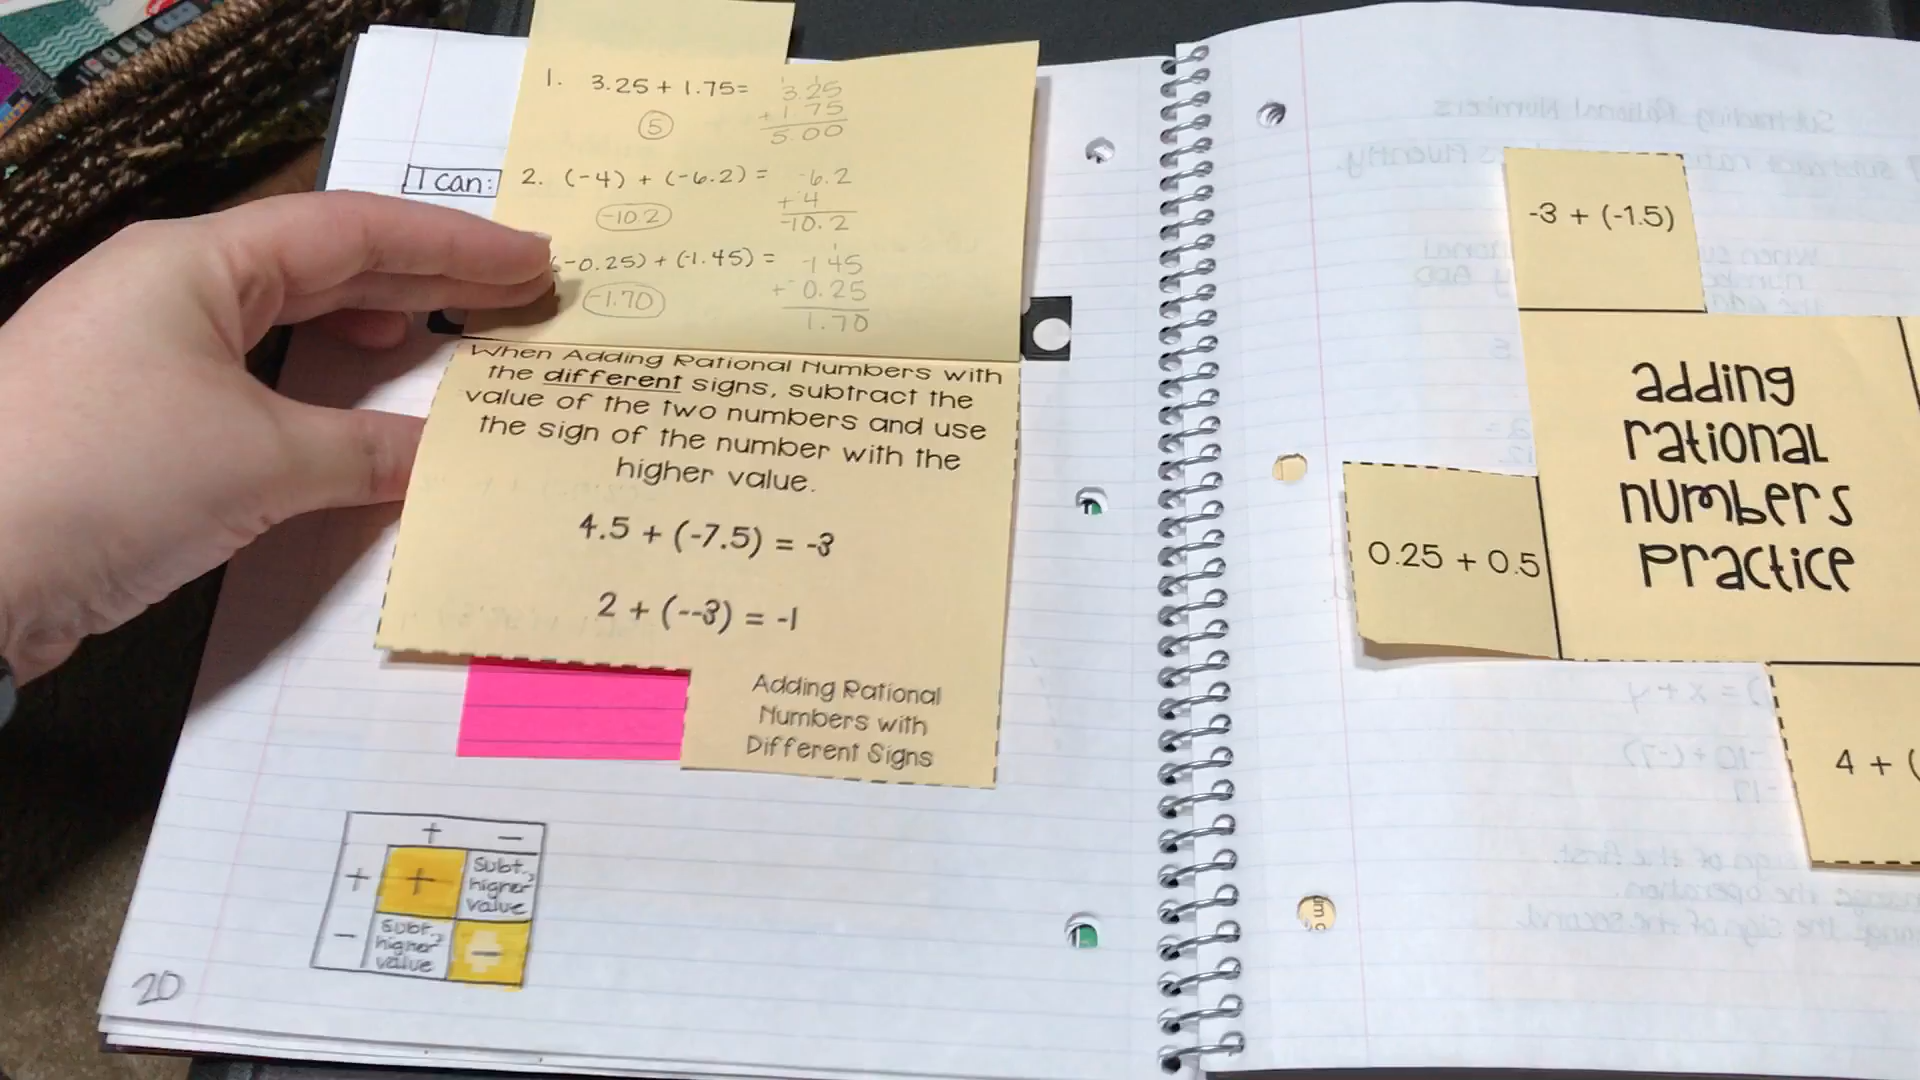 1. 3.25 + 1.75 = 3.25
+ 1.75
5 5.00
I can:
2. (-4) + (-6.2) = -6.2
+ -4
-10.2 -10.2
(-0.25) + (-1.45) = -1.45
+ -0.25
-1.70 1.70
When Adding Rational Numbers with
the different signs, subtract the
value of the two numbers and use
the sign of the number with the
higher value.
4.5 + (-7.5) = -3
2 + (--3) = -1
Adding Rational
Numbers with
Different Signs
+ −
+ + Subt.,
higher
value
− Subt.,
higher
value
−
20
-3 + (-1.5)
adding
rational
numbers
practice
0.25 + 0.5
4 + (